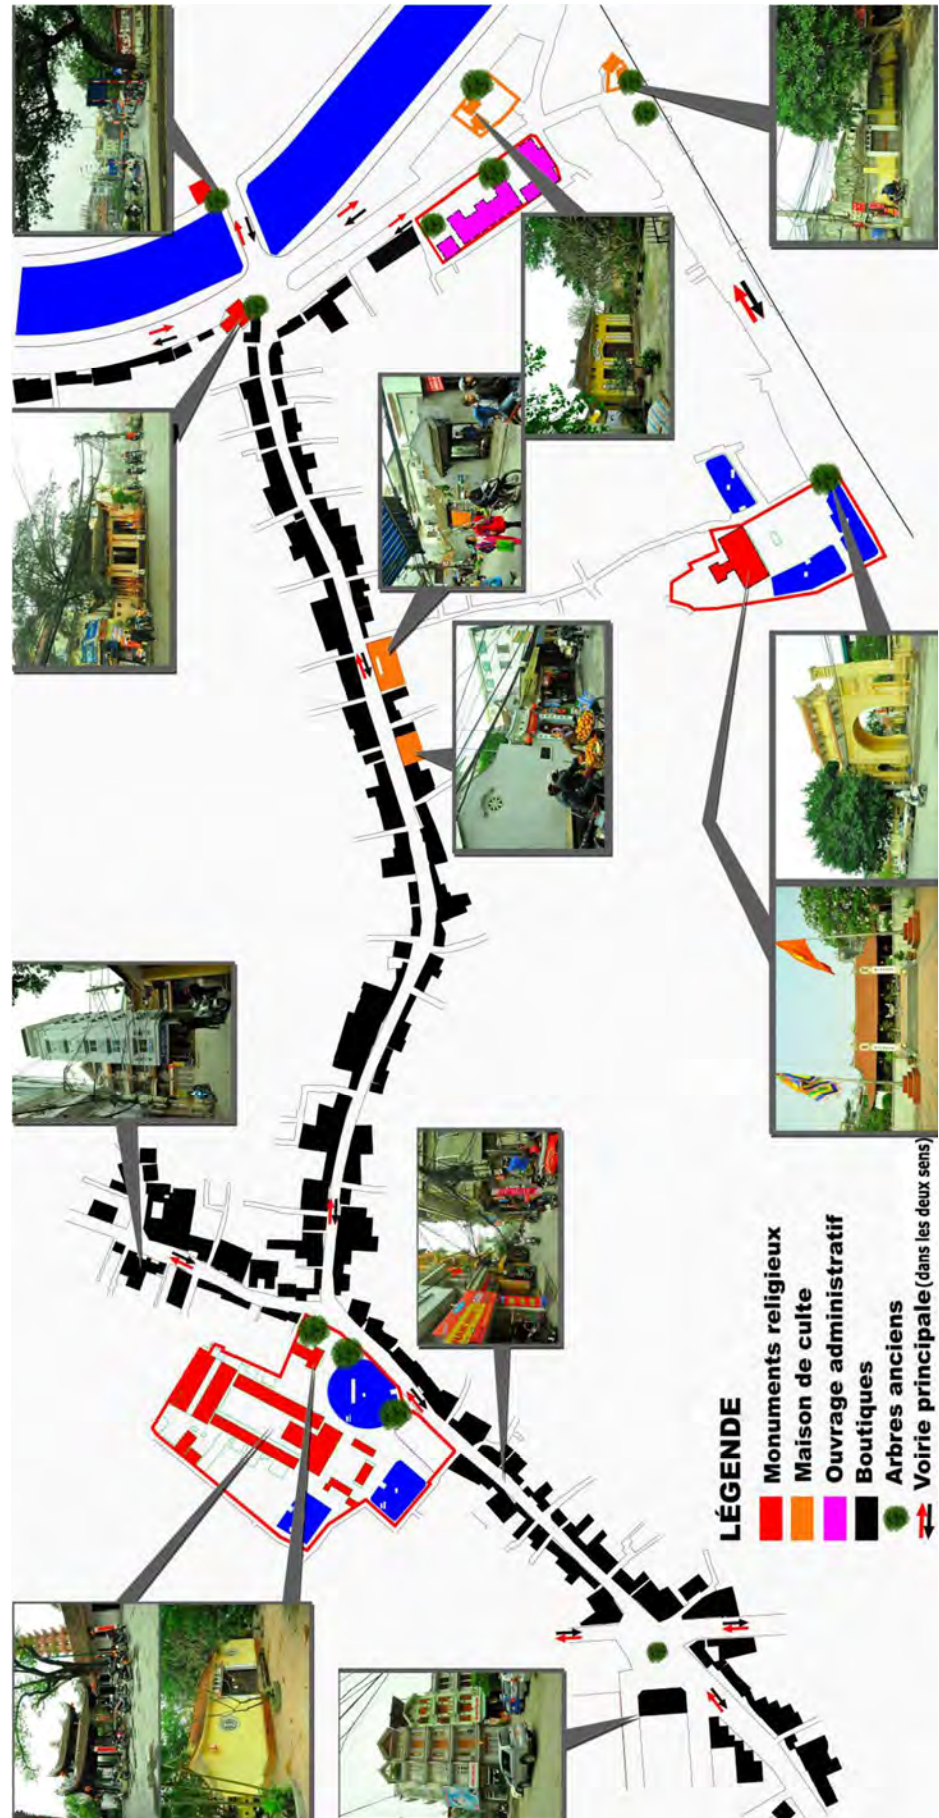 LÉGENDE
Monuments religieux
Maison de culte
Ouvrage administratif
Boutiques
Arbres anciens
Voirie principale (dans les deux sens)